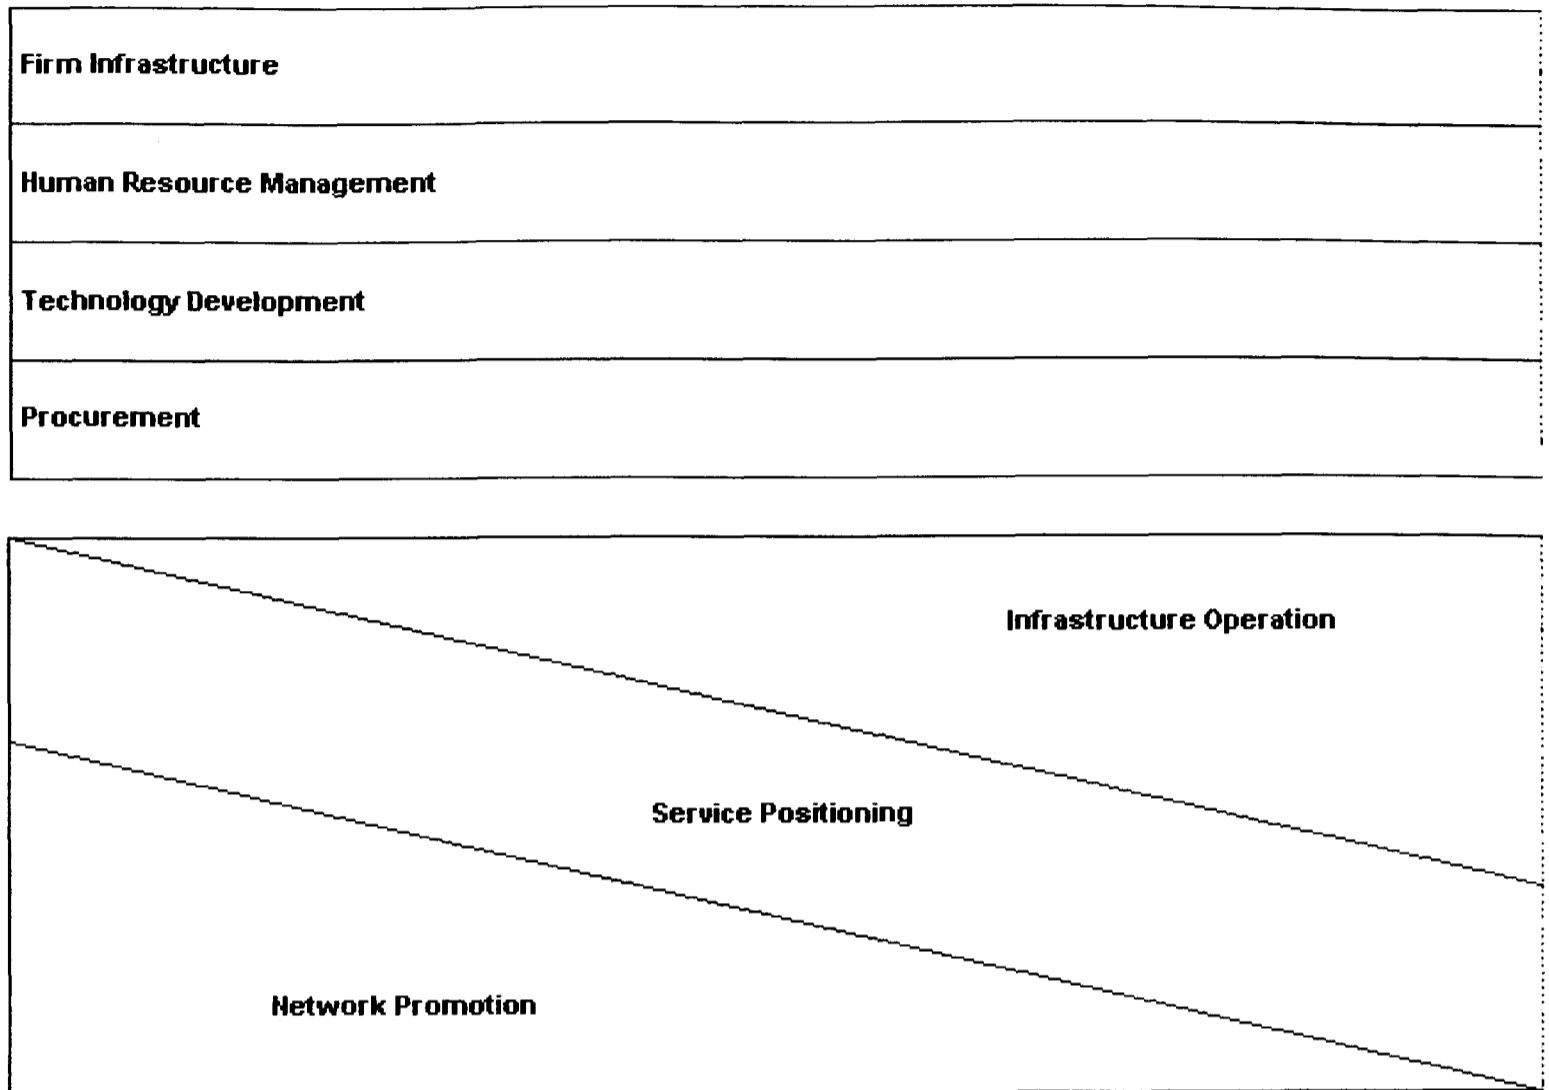 Firm Infrastructure
Human Resource Management
Technology Development
Procurement
Infrastructure Operation
Service Positioning
Network Promotion